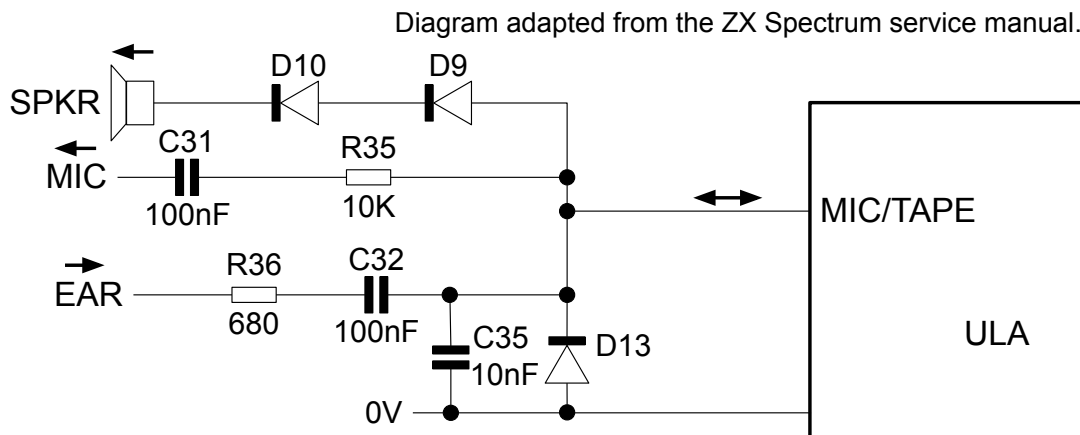 Diagram adapted from the ZX Spectrum service manual.
D10
D9
SPKR
C31
R35
MIC
100nF
10K
MIC/TAPE
R36
C32
EAR
680
100nF
C35
10nF
D13
ULA
0V